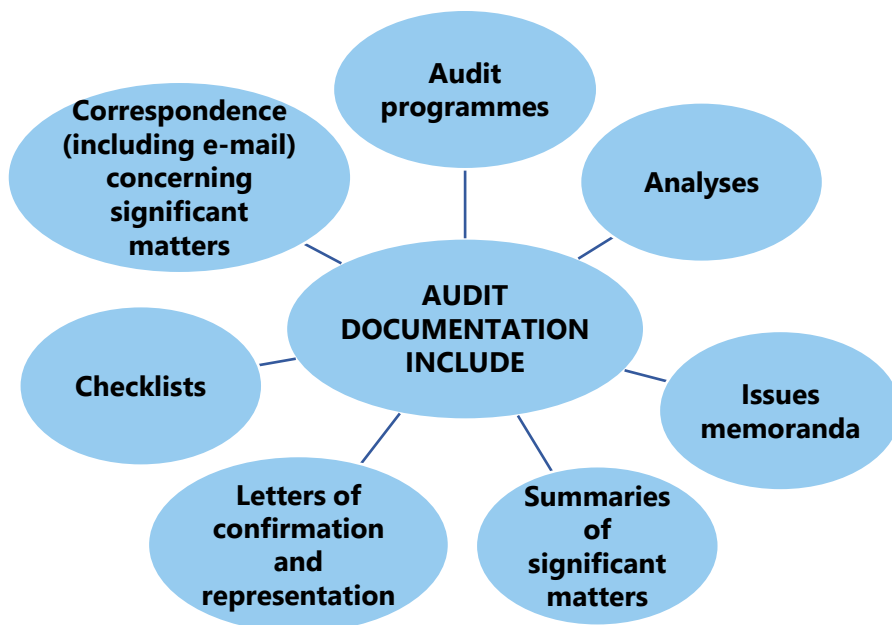 Audit
programmes
Analyses
Issues
memoranda
Summaries
of
significant
matters
Letters of
confirmation
and
representation
Checklists
Correspondence
(including e-mail)
concerning
significant
matters
AUDIT
DOCUMENTATION
INCLUDE